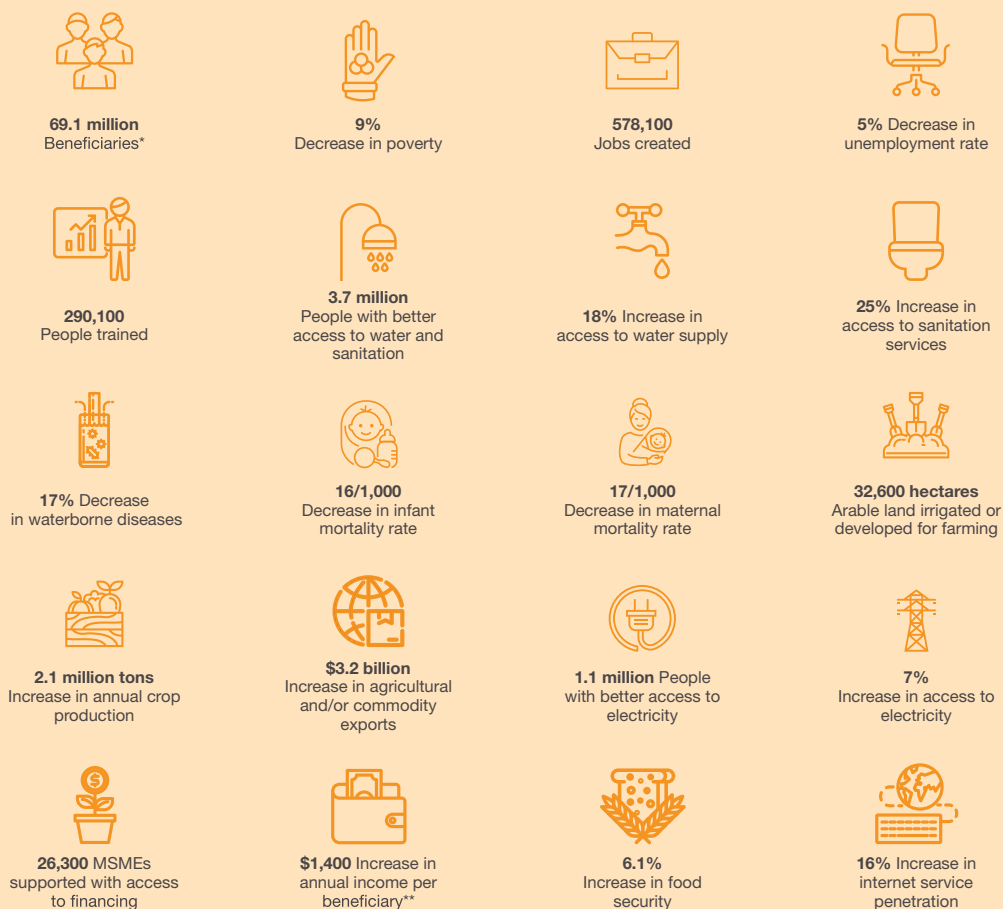 69.1 million
Beneficiaries*
9%
Decrease in poverty
578,100
Jobs created
5% Decrease in
unemployment rate
290,100
People trained
3.7 million
People with better
access to water and
sanitation
18% Increase in
access to water supply
25% Increase in
access to sanitation
services
17% Decrease
in waterborne diseases
16/1,000
Decrease in infant
mortality rate
17/1,000
Decrease in maternal
mortality rate
32,600 hectares
Arable land irrigated or
developed for farming
2.1 million tons
Increase in annual crop
production
$3.2 billion
Increase in agricultural
and/or commodity
exports
1.1 million People
with better access to
electricity
7%
Increase in access to
electricity
$
26,300 MSMEs
supported with access
to financing
$1,400 Increase in
annual income per
beneficiary**
6.1%
Increase in food
security
16% Increase in
internet service
penetration